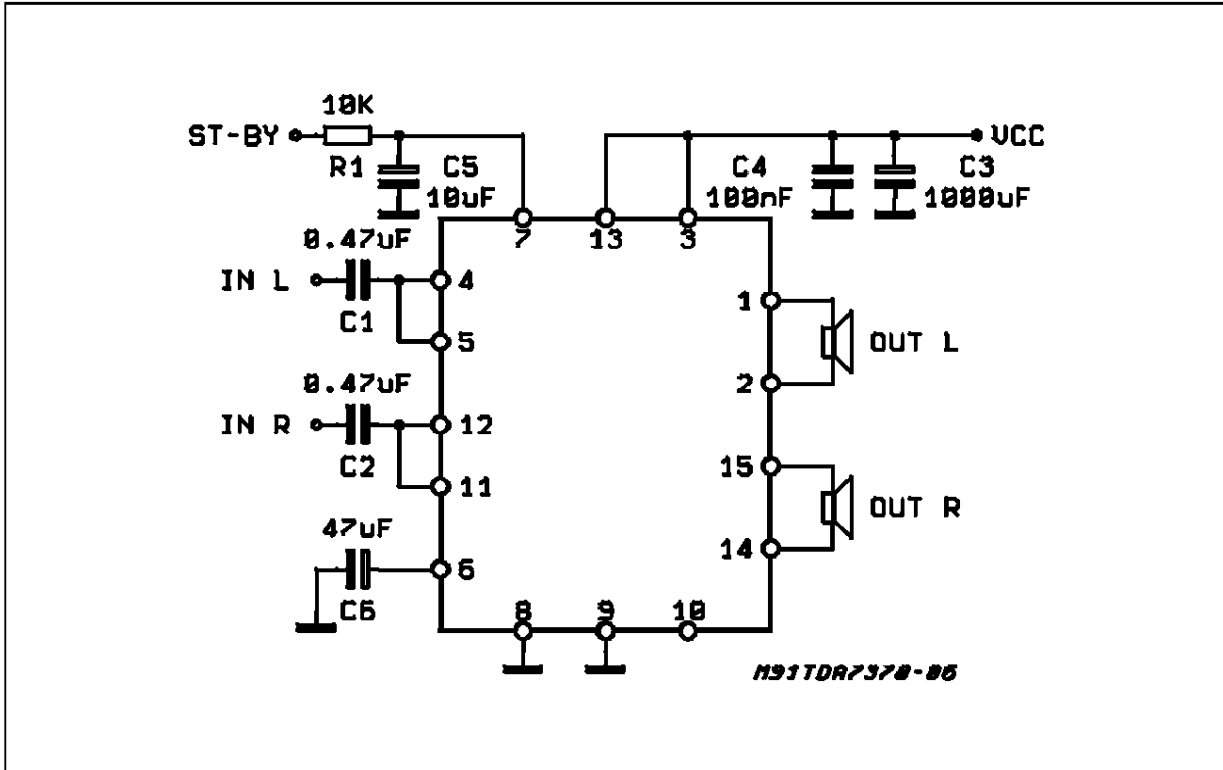 10K
ST-BY
VCC
R1
C5
10uF
C4
100nF
C3
1000uF
7
13
3
0.47uF
IN L
4
1
C1
5
OUT L
2
0.47uF
IN R
12
C2
15
11
OUT R
47uF
14
6
C6
8
9
10
M91TDA7370-06